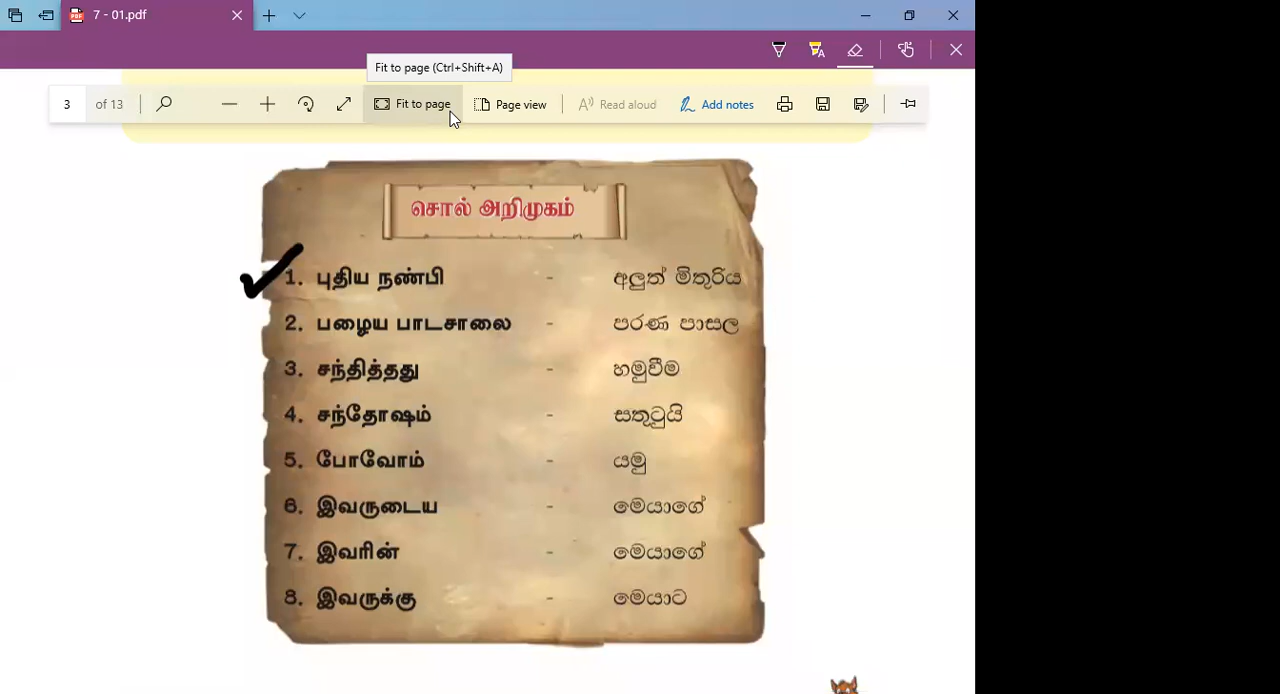 7 - 01.pdf
Fit to page (Ctrl+Shift+A)
3 of 13 Fit to page Page view Read aloud Add notes
சொல் அறிமுகம்
1. புதிய நண்பி - අලුත් මිතුරිය
2. பழைய பாடசாலை - පරණ පාසල
3. சந்தித்தது - හමුවීම
4. சந்தோஷம் - සතුටුයි
5. போவோம் - යමු
6. இவருடைய - මෙයාගේ
7. இவரின் - මෙයාගේ
8. இவருக்கு - මෙයාට